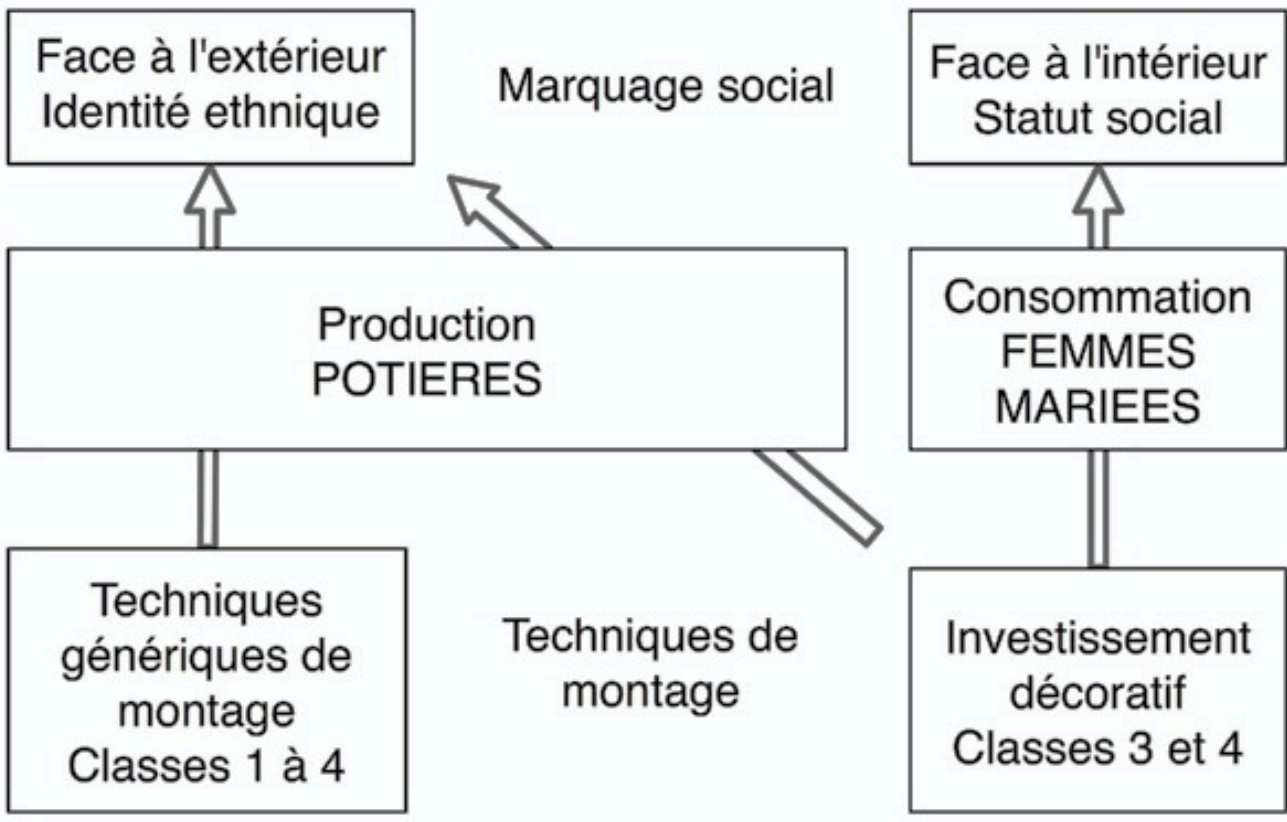 Face à l'extérieur
Identité ethnique
Marquage social
Face à l'intérieur
Statut social
Production
POTIERES
Consommation
FEMMES
MARIEES
Techniques
génériques de
montage
Classes 1 à 4
Techniques de
montage
Investissement
décoratif
Classes 3 et 4